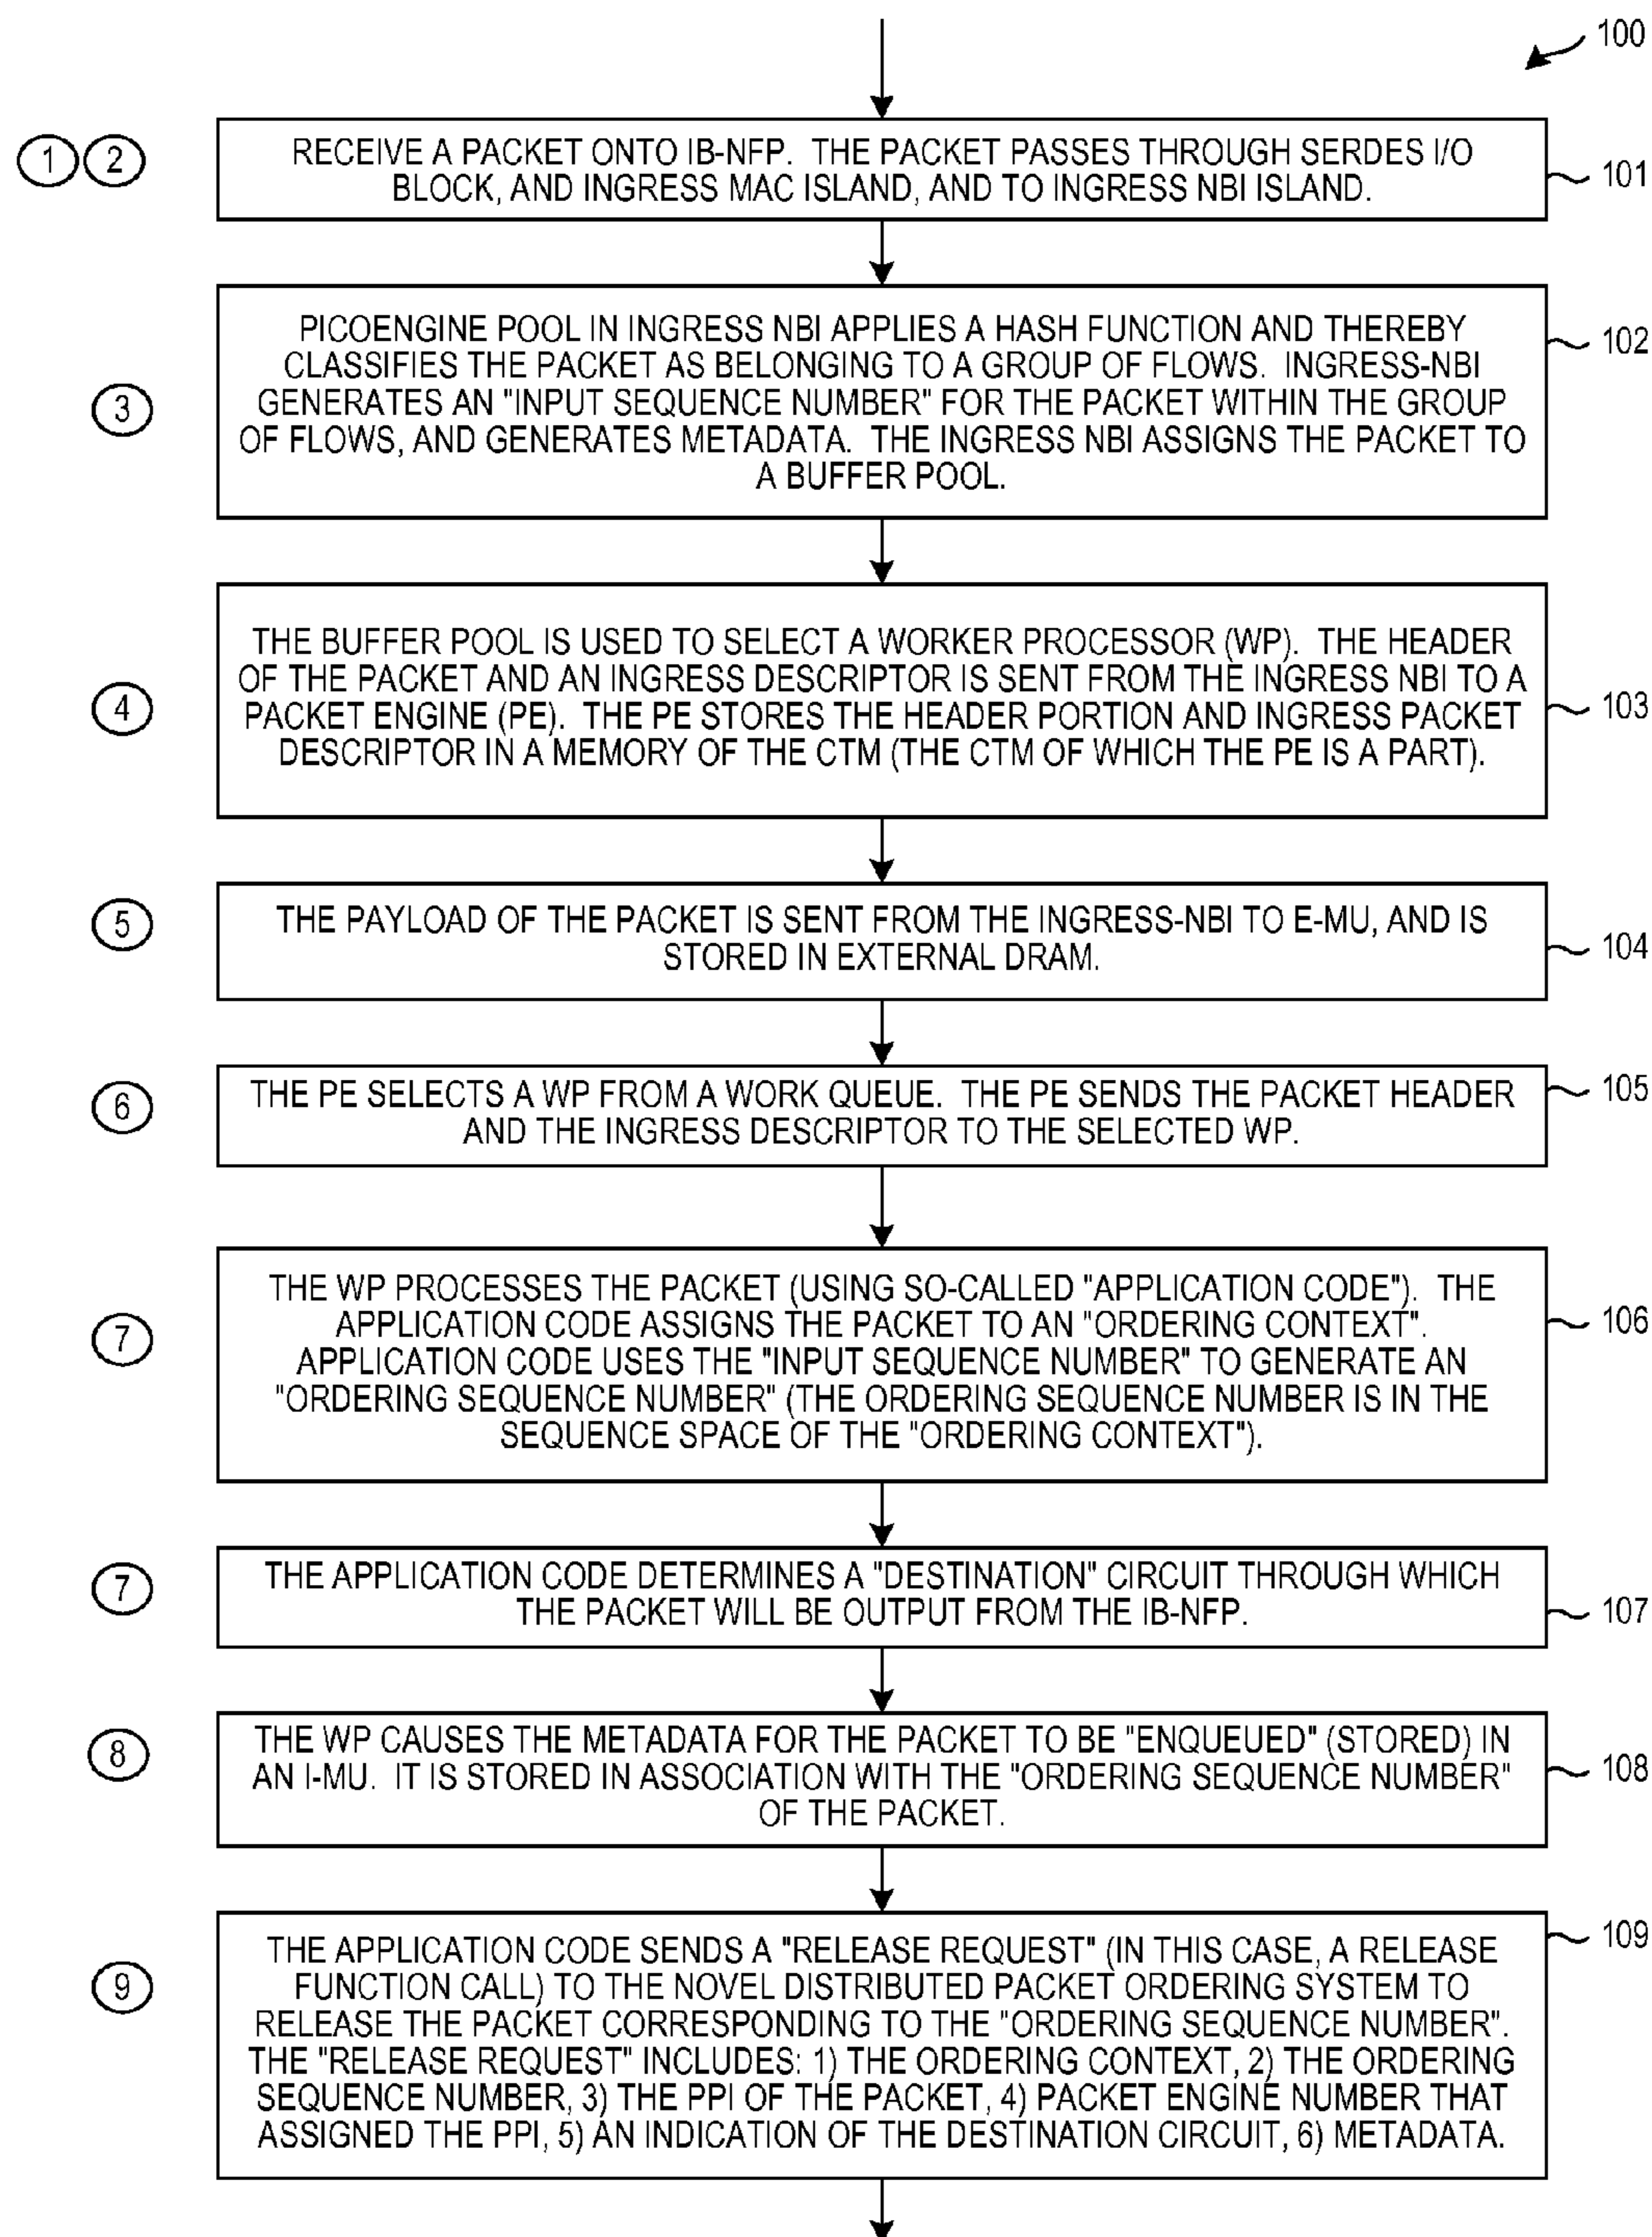 100
1 2
RECEIVE A PACKET ONTO IB-NFP. THE PACKET PASSES THROUGH SERDES I/O
BLOCK, AND INGRESS MAC ISLAND, AND TO INGRESS NBI ISLAND.
101
3
PICOENGINE POOL IN INGRESS NBI APPLIES A HASH FUNCTION AND THEREBY
CLASSIFIES THE PACKET AS BELONGING TO A GROUP OF FLOWS. INGRESS-NBI
GENERATES AN "INPUT SEQUENCE NUMBER" FOR THE PACKET WITHIN THE GROUP
OF FLOWS, AND GENERATES METADATA. THE INGRESS NBI ASSIGNS THE PACKET TO
A BUFFER POOL.
102
4
THE BUFFER POOL IS USED TO SELECT A WORKER PROCESSOR (WP). THE HEADER
OF THE PACKET AND AN INGRESS DESCRIPTOR IS SENT FROM THE INGRESS NBI TO A
PACKET ENGINE (PE). THE PE STORES THE HEADER PORTION AND INGRESS PACKET
DESCRIPTOR IN A MEMORY OF THE CTM (THE CTM OF WHICH THE PE IS A PART).
103
5
THE PAYLOAD OF THE PACKET IS SENT FROM THE INGRESS-NBI TO E-MU, AND IS
STORED IN EXTERNAL DRAM.
104
6
THE PE SELECTS A WP FROM A WORK QUEUE. THE PE SENDS THE PACKET HEADER
AND THE INGRESS DESCRIPTOR TO THE SELECTED WP.
105
7
THE WP PROCESSES THE PACKET (USING SO-CALLED "APPLICATION CODE"). THE
APPLICATION CODE ASSIGNS THE PACKET TO AN "ORDERING CONTEXT".
APPLICATION CODE USES THE "INPUT SEQUENCE NUMBER" TO GENERATE AN
"ORDERING SEQUENCE NUMBER" (THE ORDERING SEQUENCE NUMBER IS IN THE
SEQUENCE SPACE OF THE "ORDERING CONTEXT").
106
7
THE APPLICATION CODE DETERMINES A "DESTINATION" CIRCUIT THROUGH WHICH
THE PACKET WILL BE OUTPUT FROM THE IB-NFP.
107
8
THE WP CAUSES THE METADATA FOR THE PACKET TO BE "ENQUEUED" (STORED) IN
AN I-MU. IT IS STORED IN ASSOCIATION WITH THE "ORDERING SEQUENCE NUMBER"
OF THE PACKET.
108
9
THE APPLICATION CODE SENDS A "RELEASE REQUEST" (IN THIS CASE, A RELEASE
FUNCTION CALL) TO THE NOVEL DISTRIBUTED PACKET ORDERING SYSTEM TO
RELEASE THE PACKET CORRESPONDING TO THE "ORDERING SEQUENCE NUMBER".
THE "RELEASE REQUEST" INCLUDES: 1) THE ORDERING CONTEXT, 2) THE ORDERING
SEQUENCE NUMBER, 3) THE PPI OF THE PACKET, 4) PACKET ENGINE NUMBER THAT
ASSIGNED THE PPI, 5) AN INDICATION OF THE DESTINATION CIRCUIT, 6) METADATA.
109